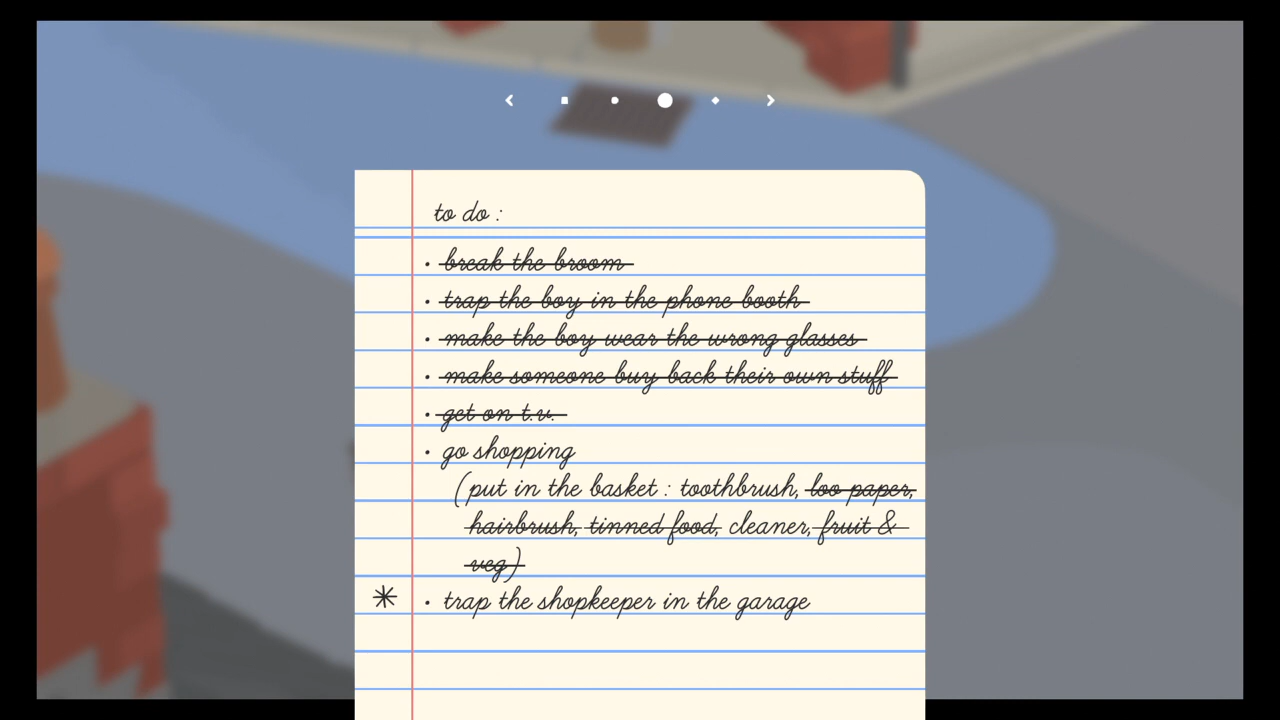 to do :
• break the broom
• trap the boy in the phone booth
• make the boy wear the wrong glasses
• make someone buy back their own stuff
• get on t.v.
• go shopping
(put in the basket : toothbrush, loo paper,
hairbrush, tinned food, cleaner, fruit &
veg)
• trap the shopkeeper in the garage